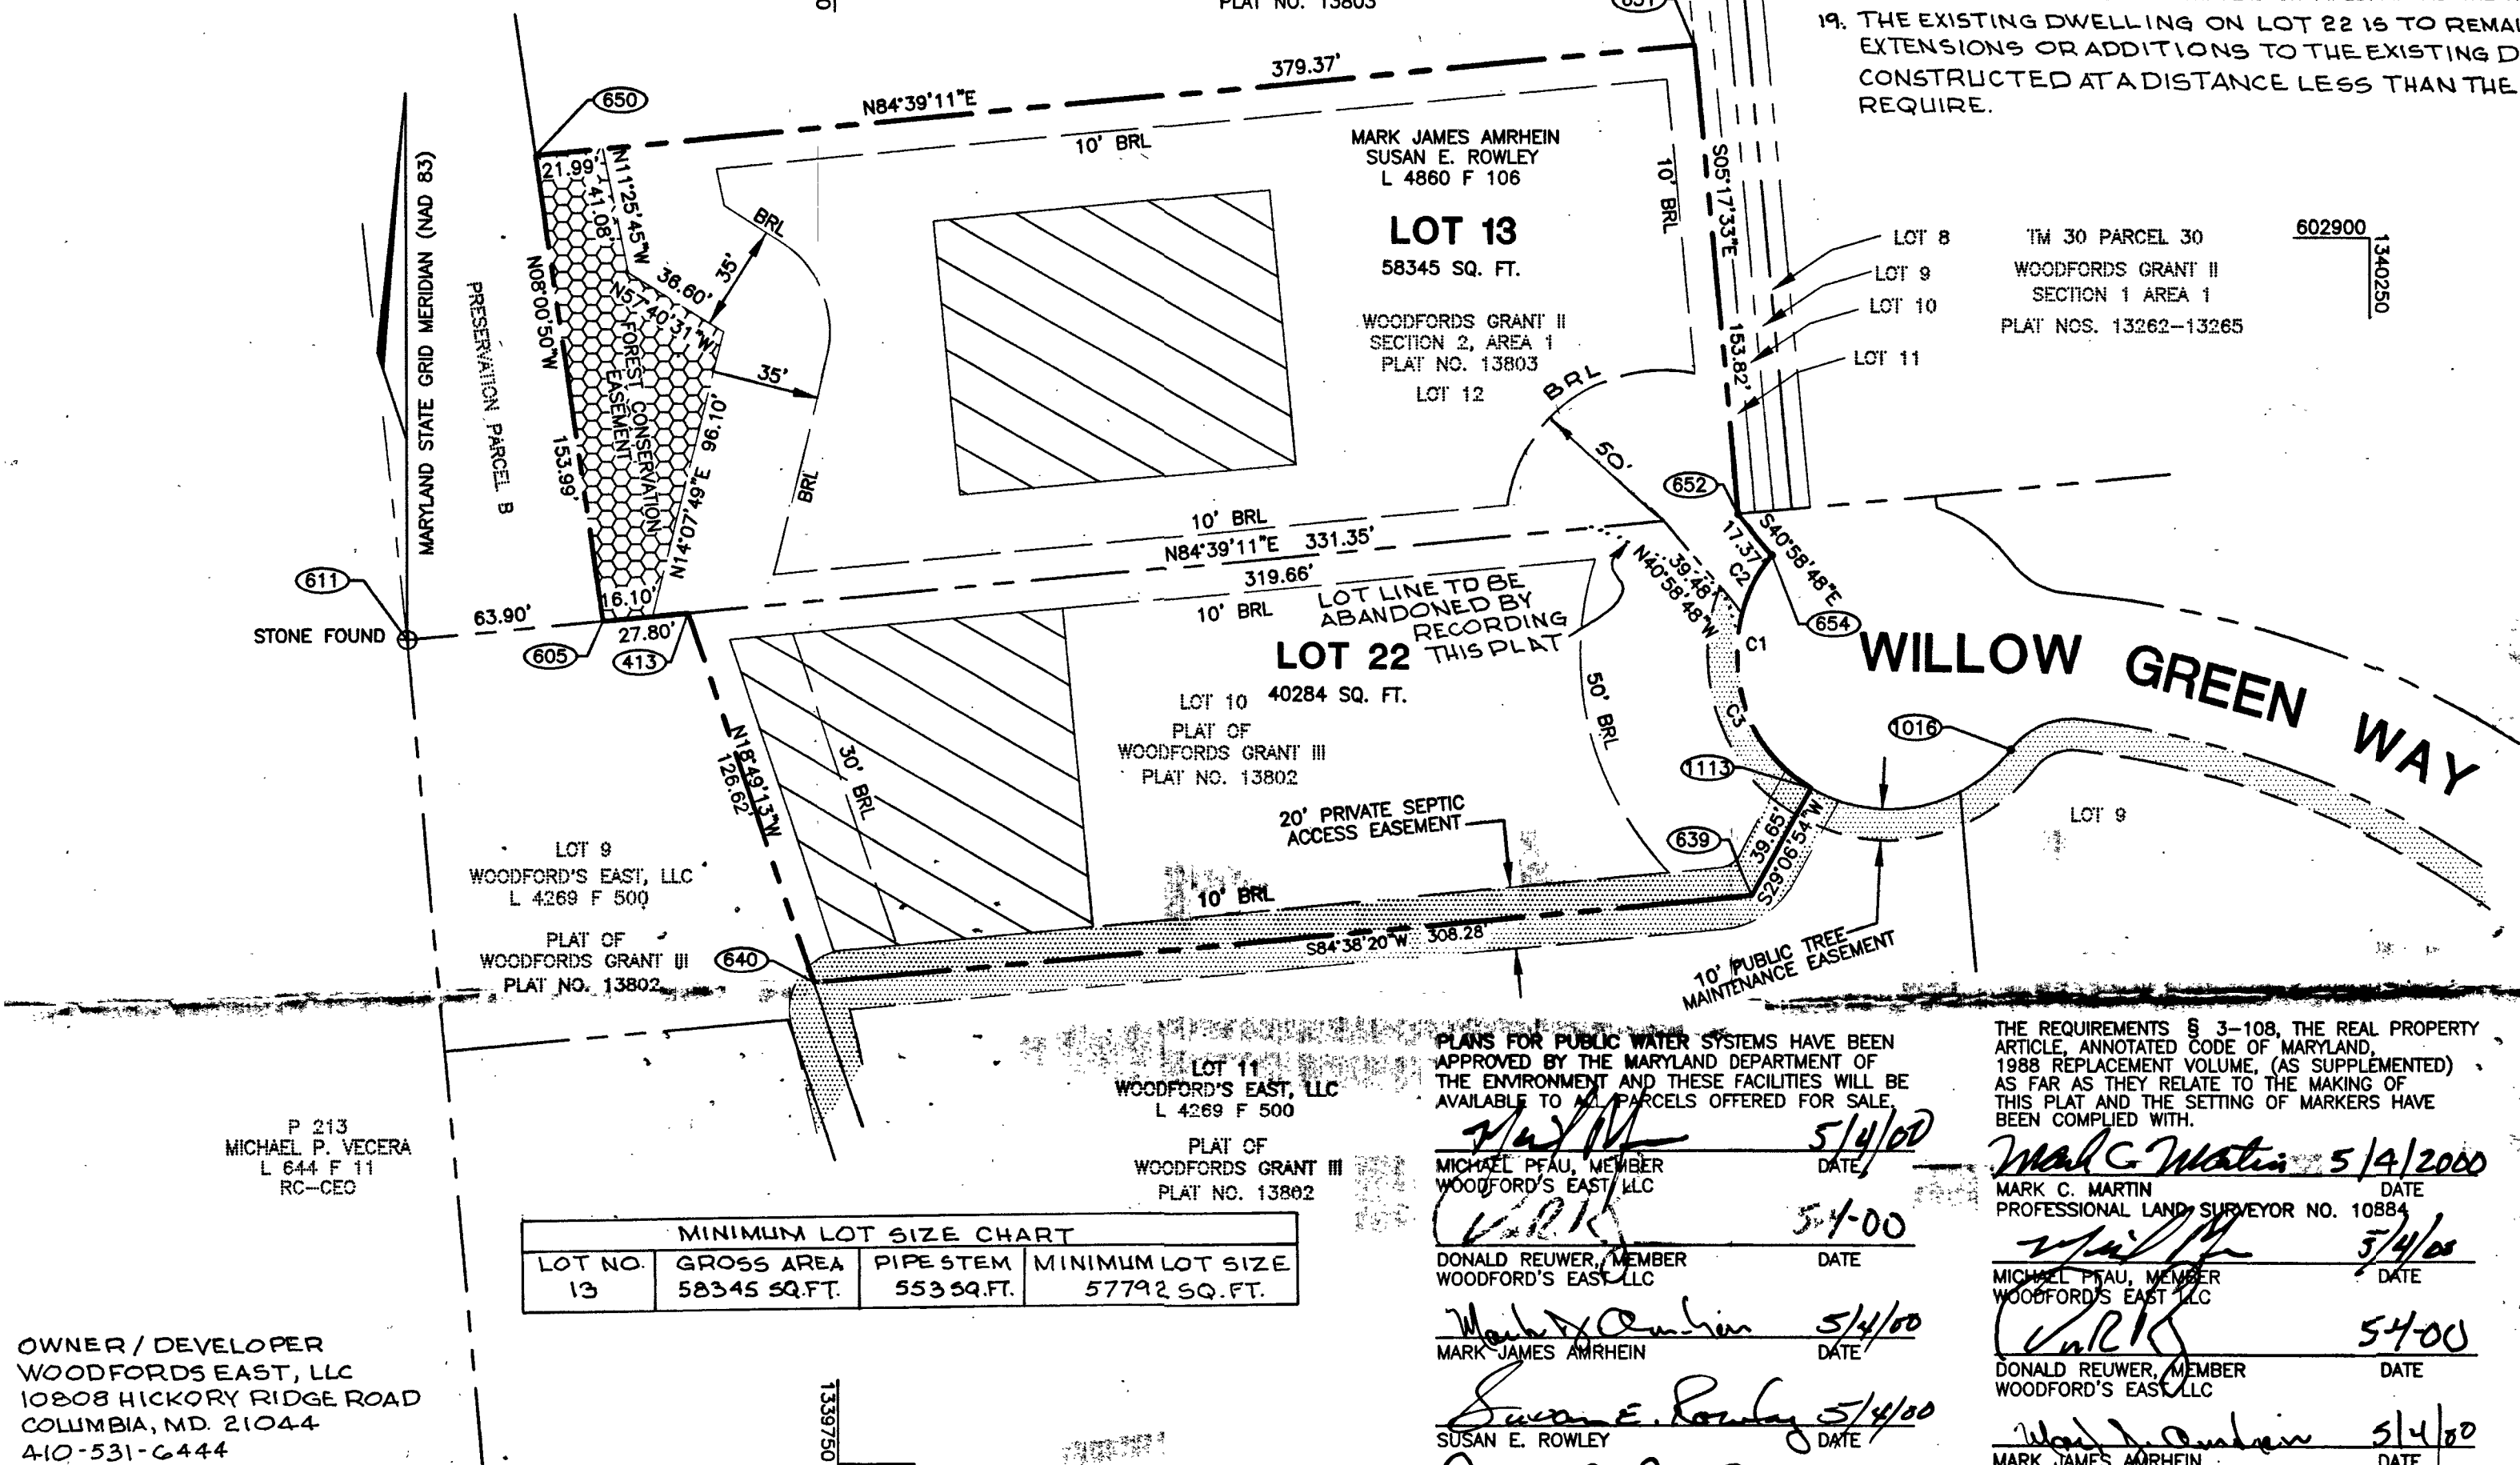 PLAT NO. 13803
19. THE EXISTING DWELLING ON LOT 22 IS TO REMAI
EXTENSIONS OR ADDITIONS TO THE EXISTING D
CONSTRUCTED AT A DISTANCE LESS THAN THE
REQUIRE.
379.37'
N84°39'11"E
650
10' BRL
MARYLAND STATE GRID MERIDIAN (NAD 83)
21.99'
N11°25'45"W
41.08'
N08°00'50"W
153.99'
PRESERVATION PARCEL B
36.60'
N57°40'31"W
FOREST CONSERVATION
EASEMENT
BRL
35'
35'
N14°07'49"E 96.10'
BRL
MARK JAMES AMRHEIN
SUSAN E. ROWLEY
L 4860 F 106
LOT 13
58345 SQ. FT.
WOODFORDS GRANT II
SECTION 2, AREA 1
PLAT NO. 13803
LOT 12
10' BRL
S05°17'33"E
153.82'
LOT 8
LOT 9
LOT 10
LOT 11
TM 30 PARCEL 30
WOODFORDS GRANT II
SECTION 1 AREA 1
PLAT NOS. 13262-13265
602900
1340250
BRL
50'
652
17.37'
S40°58'48"E
C2
654
39.48'
N40°58'48"W
C1
C3
10' BRL
N84°39'11"E 331.35'
319.66'
10' BRL
LOT LINE TO BE
ABANDONED BY
RECORDING
THIS PLAT
611
STONE FOUND
63.90'
16.10'
27.80'
605
413
LOT 22
40284 SQ. FT.
LOT 10
PLAT OF
WOODFORDS GRANT III
PLAT NO. 13802
50' BRL
30' BRL
N18°49'13"W
126.62'
WILLOW GREEN WAY
1016
1113
LOT 9
20' PRIVATE SEPTIC
ACCESS EASEMENT
639
39.65'
S29°06'54"W
10' BRL
S84°38'20"W 308.28'
640
10' PUBLIC TREE
MAINTENANCE EASEMENT
LOT 9
WOODFORD'S EAST, LLC
L 4269 F 500
PLAT OF
WOODFORDS GRANT III
PLAT NO. 13802
LOT 11
WOODFORD'S EAST, LLC
L 4269 F 500
PLAT OF
WOODFORDS GRANT III
PLAT NO. 13802
P 213
MICHAEL P. VECERA
L 644 F 11
RC-CEO
MINIMUM LOT SIZE CHART
LOT NO. GROSS AREA PIPE STEM MINIMUM LOT SIZE
13 58345 SQ.FT. 553 SQ.FT. 57792 SQ.FT.
OWNER / DEVELOPER
WOODFORDS EAST, LLC
10808 HICKORY RIDGE ROAD
COLUMBIA, MD. 21044
410-531-6444
1339750
PLANS FOR PUBLIC WATER SYSTEMS HAVE BEEN
APPROVED BY THE MARYLAND DEPARTMENT OF
THE ENVIRONMENT AND THESE FACILITIES WILL BE
AVAILABLE TO ALL PARCELS OFFERED FOR SALE.
5/4/00
MICHAEL PFAU, MEMBER DATE
WOODFORD'S EAST, LLC
5-4-00
DONALD REUWER, MEMBER DATE
WOODFORD'S EAST LLC
5/4/00
MARK JAMES AMRHEIN DATE
Susan E. Rowley 5/4/00
SUSAN E. ROWLEY DATE
THE REQUIREMENTS § 3-108, THE REAL PROPERTY
ARTICLE, ANNOTATED CODE OF MARYLAND,
1988 REPLACEMENT VOLUME, (AS SUPPLEMENTED)
AS FAR AS THEY RELATE TO THE MAKING OF
THIS PLAT AND THE SETTING OF MARKERS HAVE
BEEN COMPLIED WITH.
Mark C Martin 5/4/2000
MARK C. MARTIN DATE
PROFESSIONAL LAND SURVEYOR NO. 10884
5/4/00
MICHAEL PFAU, MEMBER DATE
WOODFORD'S EAST LLC
5-4-00
DONALD REUWER, MEMBER DATE
WOODFORD'S EAST LLC
5/4/00
MARK JAMES AMRHEIN DATE